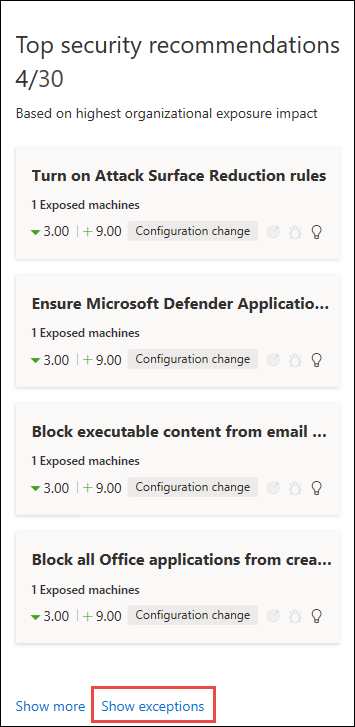 Top security recommendations
4/30
Based on highest organizational exposure impact
Turn on Attack Surface Reduction rules
1 Exposed machines
3.00 | + 9.00 Configuration change
Ensure Microsoft Defender Applicatio...
1 Exposed machines
3.00 | + 9.00 Configuration change
Block executable content from email ...
1 Exposed machines
3.00 | + 9.00 Configuration change
Block all Office applications from crea...
1 Exposed machines
3.00 | + 9.00 Configuration change
Show more Show exceptions